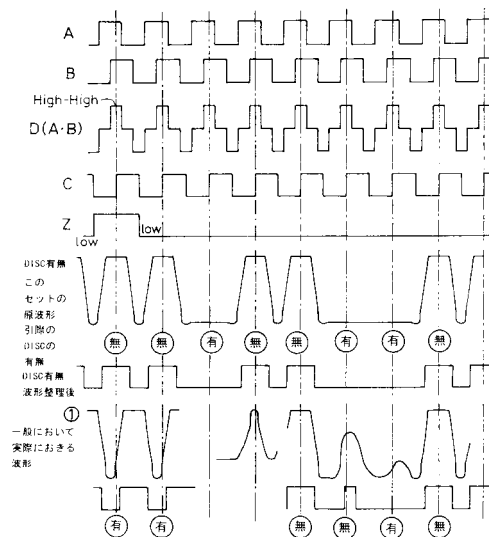 A
B
High-High
D(A・B)
C
Z
low
low
DISC有無
この
セットの
原波形
引際の
DISCの
有無
無 無 有 無 無 有 有 無
DISC有無
波形整理後
①
一般において
実際におきる
波形
有 有 無 無 有 無